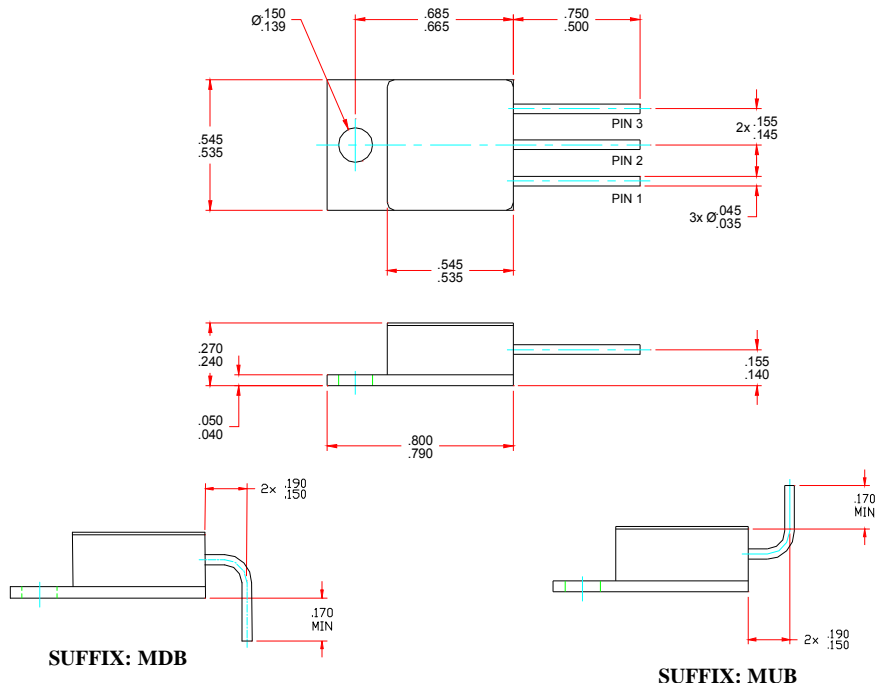 Ø.150
.139
.685
.665
.750
.500
.545
.535
PIN 3
PIN 2
PIN 1
2x .155
.145
3x Ø.045
.035
.545
.535
.270
.240
.050
.040
.155
.140
.800
.790
2x .190
.150
.170
MIN
SUFFIX: MDB
.170
MIN
2x .190
.150
SUFFIX: MUB